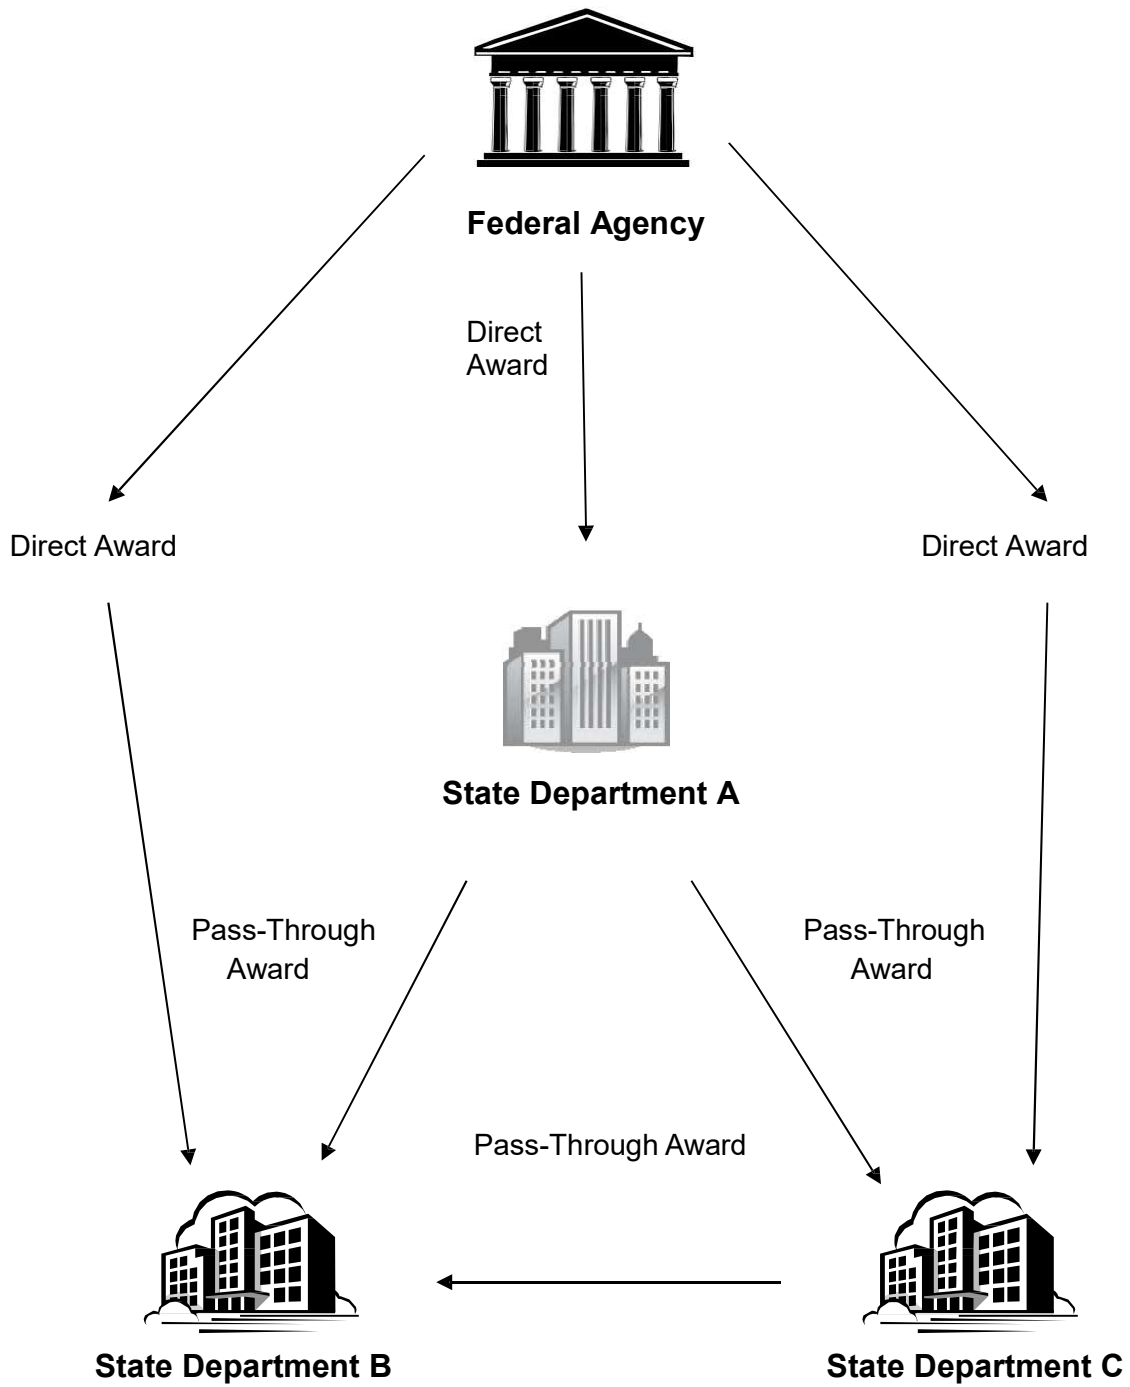 Federal Agency
Direct
Award
Direct Award
Direct Award
State Department A
Pass-Through
Award
Pass-Through
Award
Pass-Through Award
State Department B
State Department C